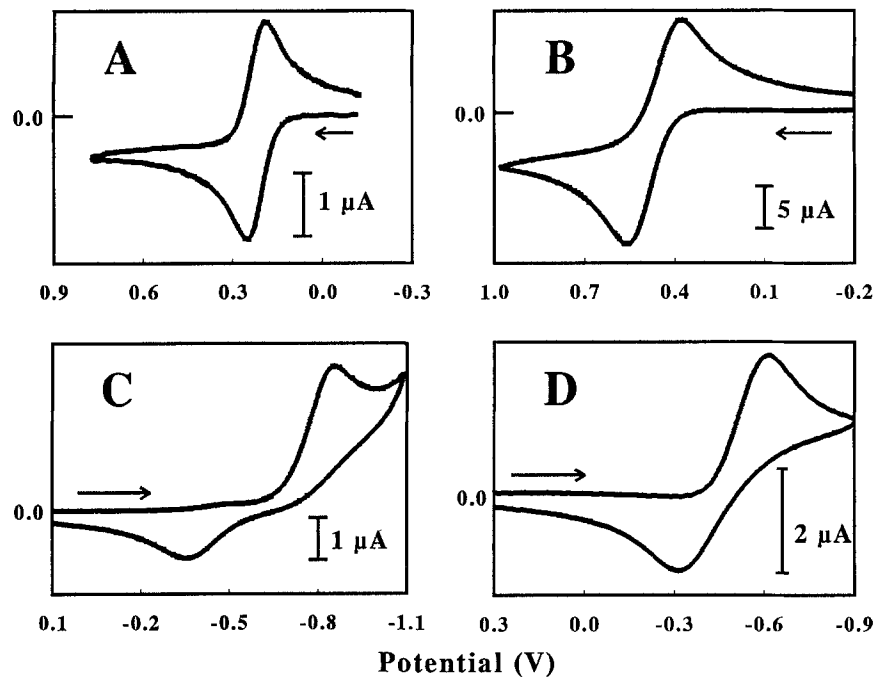 A
B
0.0
0.0
1 μA
5 μA
0.9 0.6 0.3 0.0 -0.3
1.0 0.7 0.4 0.1 -0.2
C
D
0.0
0.0
1 μA
2 μA
0.1 -0.2 -0.5 -0.8 -1.1
0.3 0.0 -0.3 -0.6 -0.9
Potential (V)